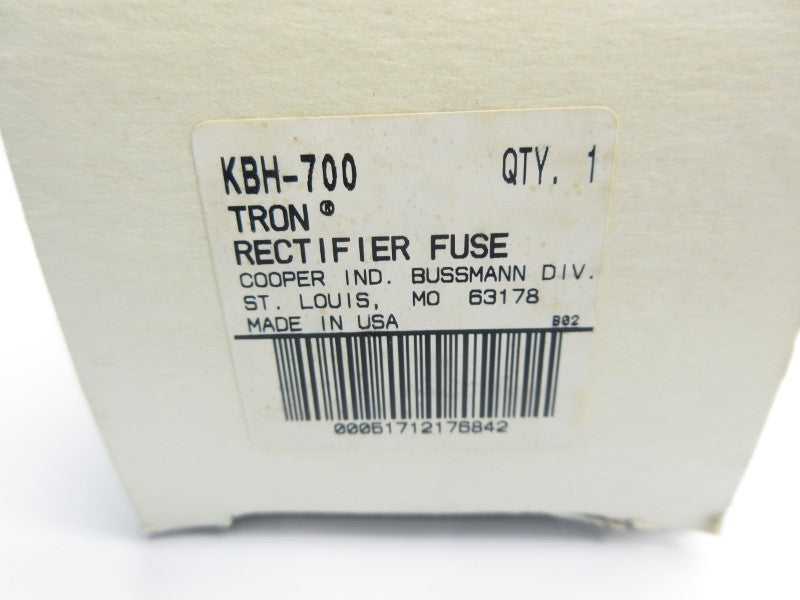 KBH-700 QTY. 1
TRON®
RECTIFIER FUSE
COOPER IND. BUSSMANN DIV.
ST. LOUIS, MO 63178
MADE IN USA B02
000051712176842